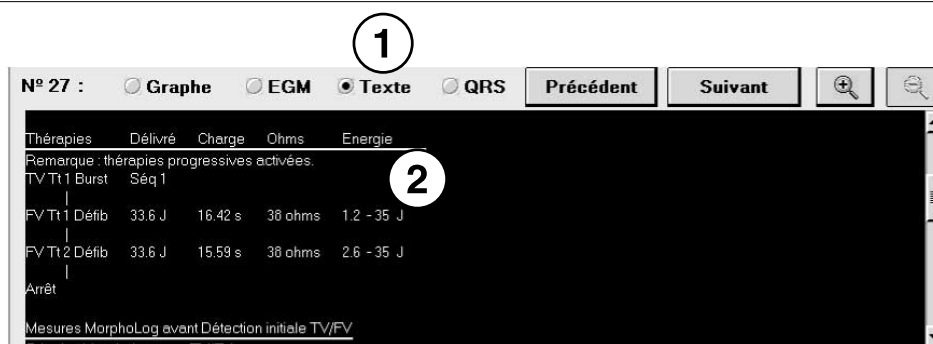 1
Nº 27 : Graphe EGM Texte QRS Précédent Suivant
Thérapies Délivré Charge Ohms Energie
Remarque : thérapies progressives activées.
TV Tt 1 Burst Séq 1
2
FV Tt 1 Défib 33.6 J 16.42 s 38 ohms 1.2 - 35 J
FV Tt 2 Défib 33.6 J 15.59 s 38 ohms 2.6 - 35 J
Arrêt
Mesures MorphoLog avant Détection initiale TV/FV